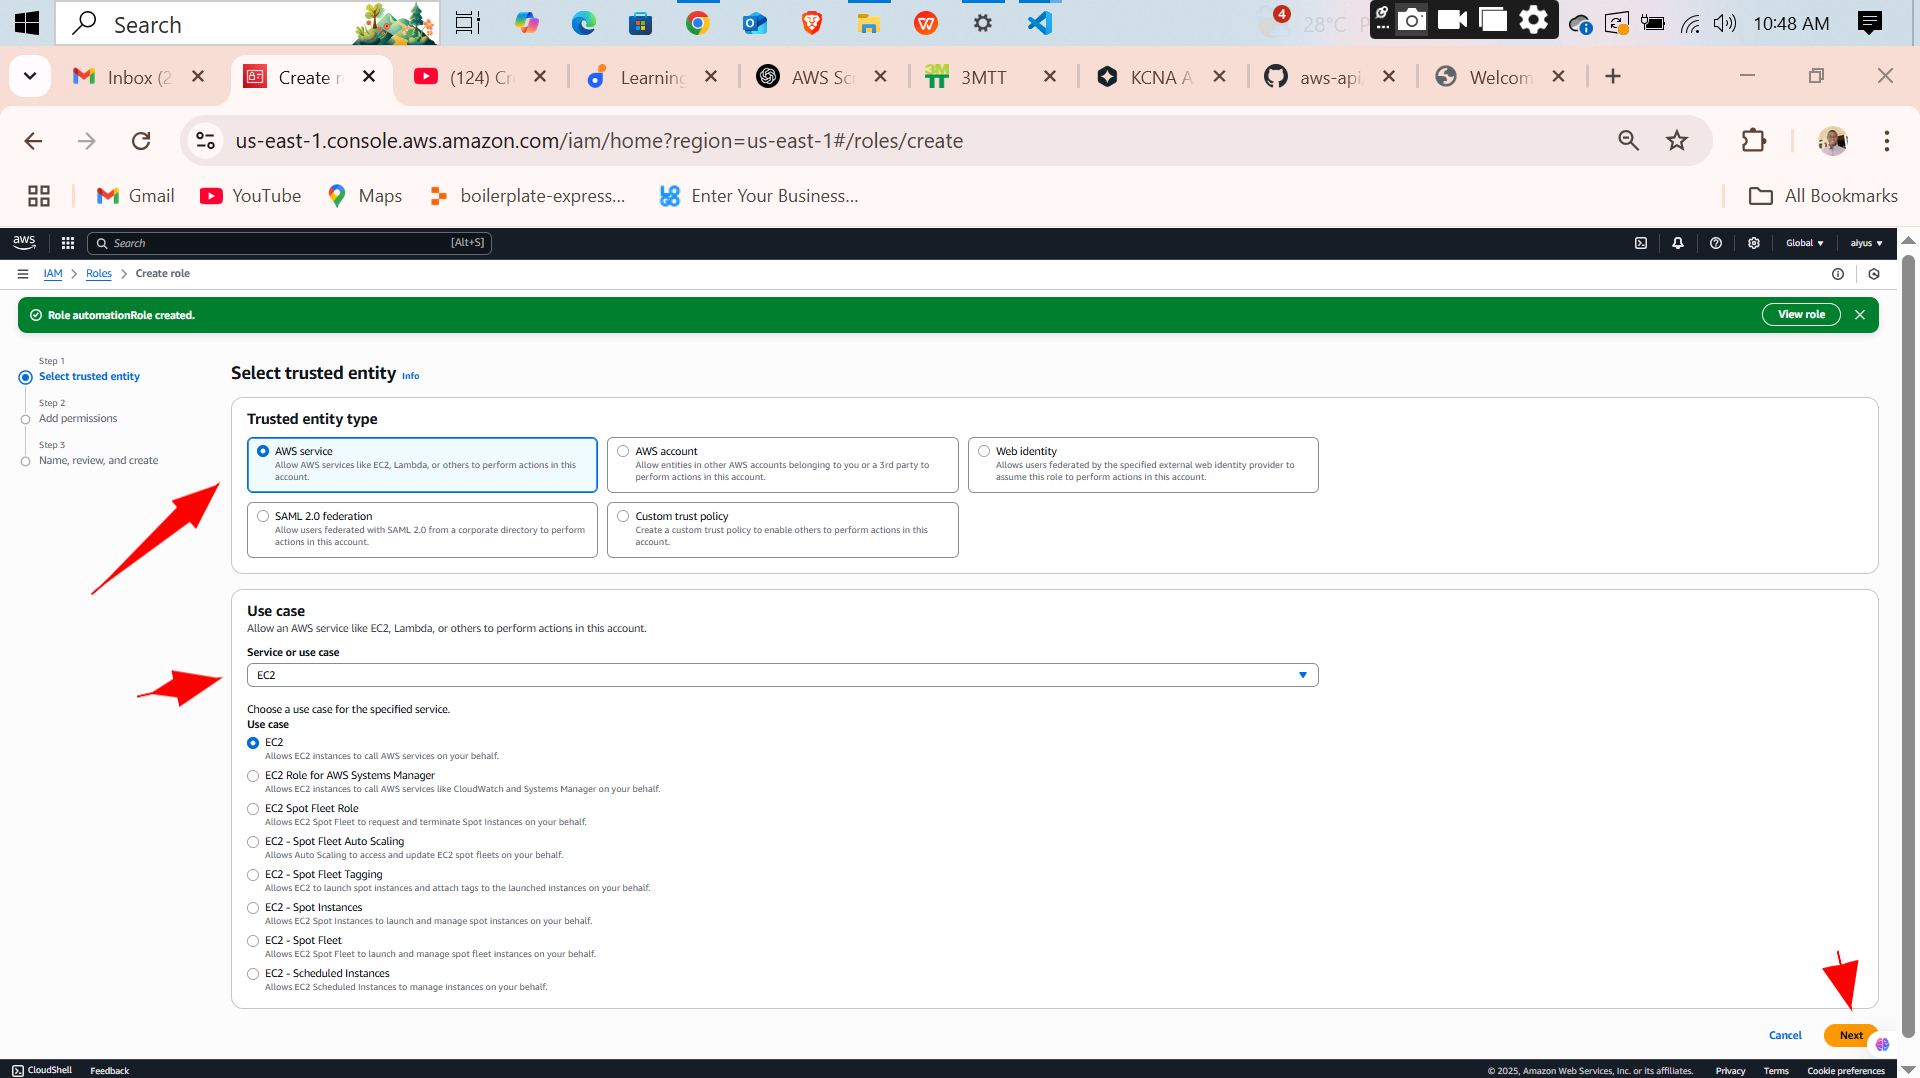 Search
4
28°C
10:48 AM
Inbox (2
Create r
(124) Cr
Learning
AWS Scr
3MTT
KCNA A
aws-api
Welcom
us-east-1.console.aws.amazon.com/iam/home?region=us-east-1#/roles/create
Gmail
YouTube
Maps
boilerplate-express...
Enter Your Business...
All Bookmarks
aws
Search
[Alt+S]
Global
aiyus
IAM
Roles
Create role
Role automationRole created.
View role
Step 1
Select trusted entity
Step 2
Add permissions
Step 3
Name, review, and create
Select trusted entity Info
Trusted entity type
AWS service
Allow AWS services like EC2, Lambda, or others to perform actions in this
account.
AWS account
Allow entities in other AWS accounts belonging to you or a 3rd party to
perform actions in this account.
Web identity
Allows users federated by the specified external web identity provider to
assume this role to perform actions in this account.
SAML 2.0 federation
Allow users federated with SAML 2.0 from a corporate directory to perform
actions in this account.
Custom trust policy
Create a custom trust policy to enable others to perform actions in this
account.
Use case
Allow an AWS service like EC2, Lambda, or others to perform actions in this account.
Service or use case
EC2
Choose a use case for the specified service.
Use case
EC2
Allows EC2 instances to call AWS services on your behalf.
EC2 Role for AWS Systems Manager
Allows EC2 instances to call AWS services like CloudWatch and Systems Manager on your behalf.
EC2 Spot Fleet Role
Allows EC2 Spot Fleet to request and terminate Spot Instances on your behalf.
EC2 - Spot Fleet Auto Scaling
Allows Auto Scaling to access and update EC2 spot fleets on your behalf.
EC2 - Spot Fleet Tagging
Allows EC2 to launch spot instances and attach tags to the launched instances on your behalf.
EC2 - Spot Instances
Allows EC2 Spot Instances to launch and manage spot instances on your behalf.
EC2 - Spot Fleet
Allows EC2 Spot Fleet to launch and manage spot fleet instances on your behalf.
EC2 - Scheduled Instances
Allows EC2 Scheduled Instances to manage instances on your behalf.
Cancel
Next
CloudShell
Feedback
© 2025, Amazon Web Services, Inc. or its affiliates.
Privacy
Terms
Cookie preferences